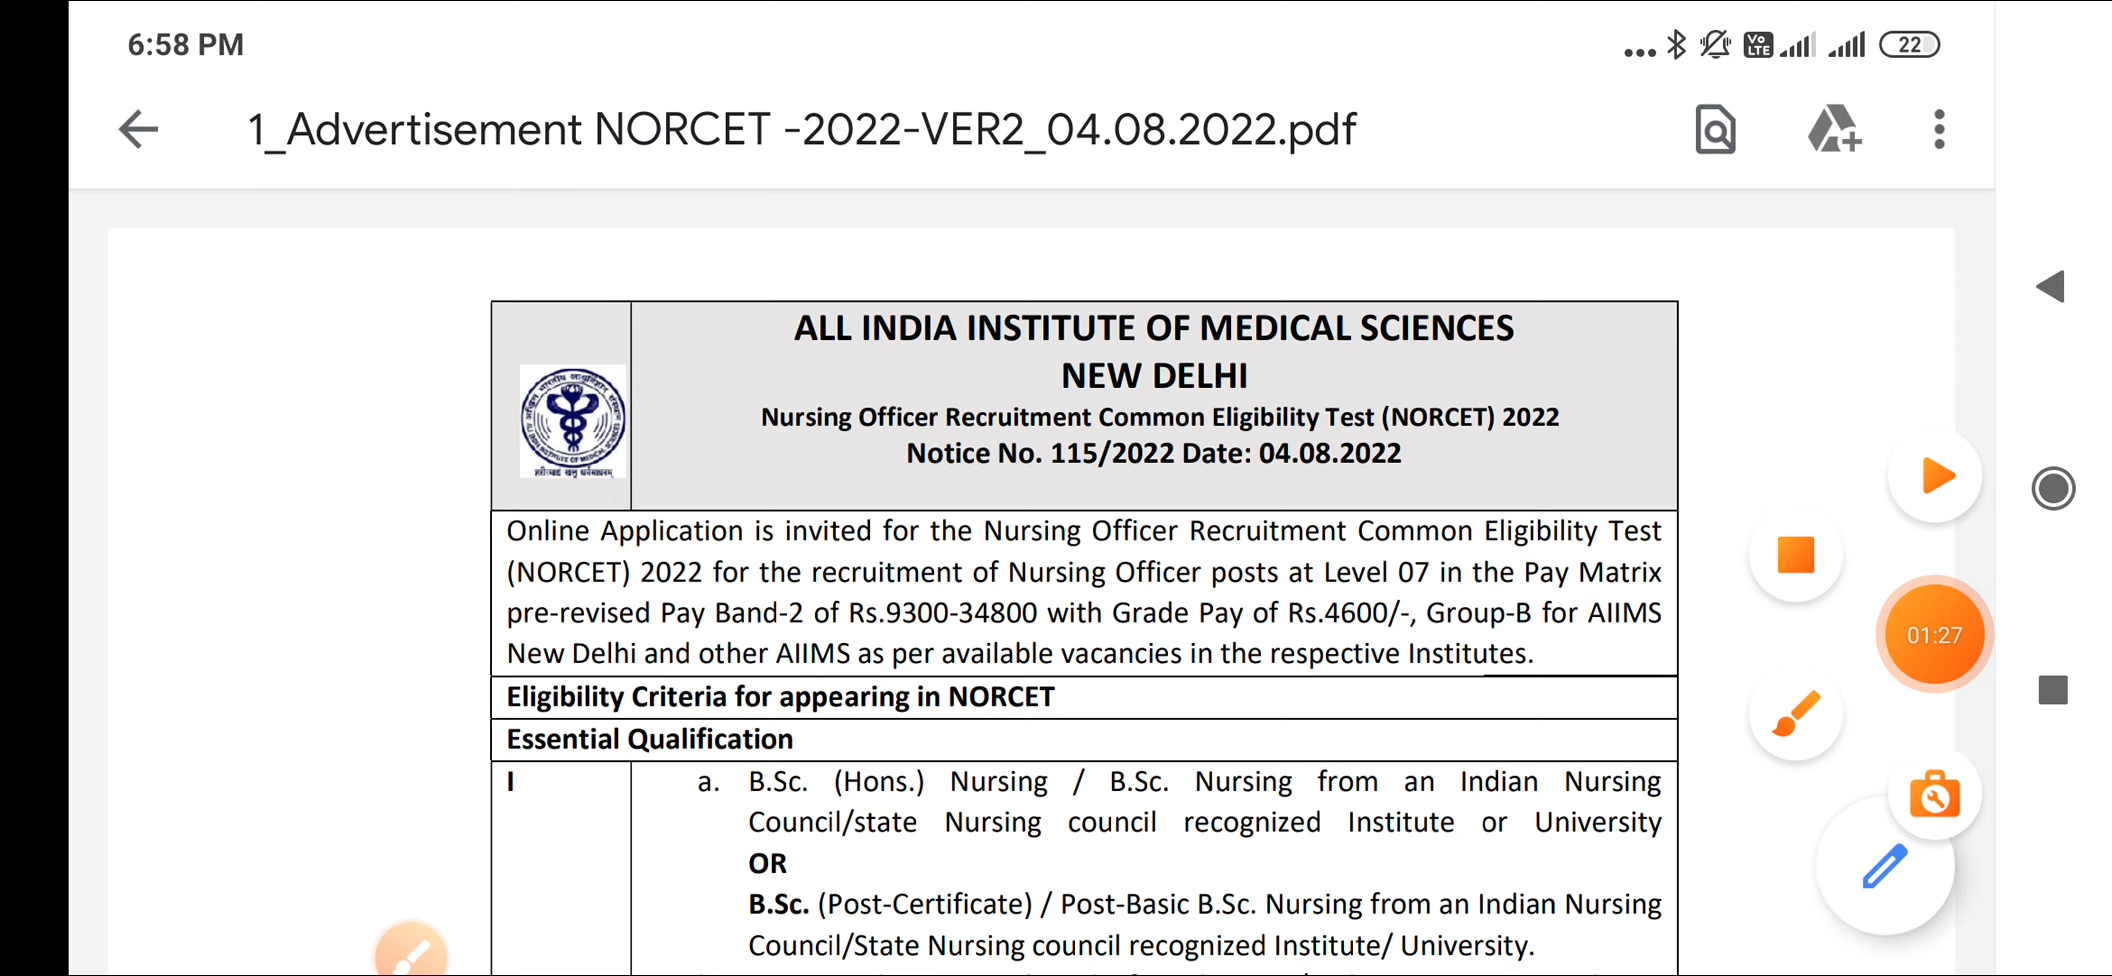 6:58 PM
Vo LTE
22
1_Advertisement NORCET -2022-VER2_04.08.2022.pdf
ALL INDIA INSTITUTE OF MEDICAL SCIENCES
NEW DELHI
Nursing Officer Recruitment Common Eligibility Test (NORCET) 2022
Notice No. 115/2022 Date: 04.08.2022
Online Application is invited for the Nursing Officer Recruitment Common Eligibility Test
(NORCET) 2022 for the recruitment of Nursing Officer posts at Level 07 in the Pay Matrix
pre-revised Pay Band-2 of Rs.9300-34800 with Grade Pay of Rs.4600/-, Group-B for AIIMS
New Delhi and other AIIMS as per available vacancies in the respective Institutes.
01:27
Eligibility Criteria for appearing in NORCET
Essential Qualification
I
a. B.Sc. (Hons.) Nursing / B.Sc. Nursing from an Indian Nursing
Council/state Nursing council recognized Institute or University
OR
B.Sc. (Post-Certificate) / Post-Basic B.Sc. Nursing from an Indian Nursing
Council/State Nursing council recognized Institute/ University.